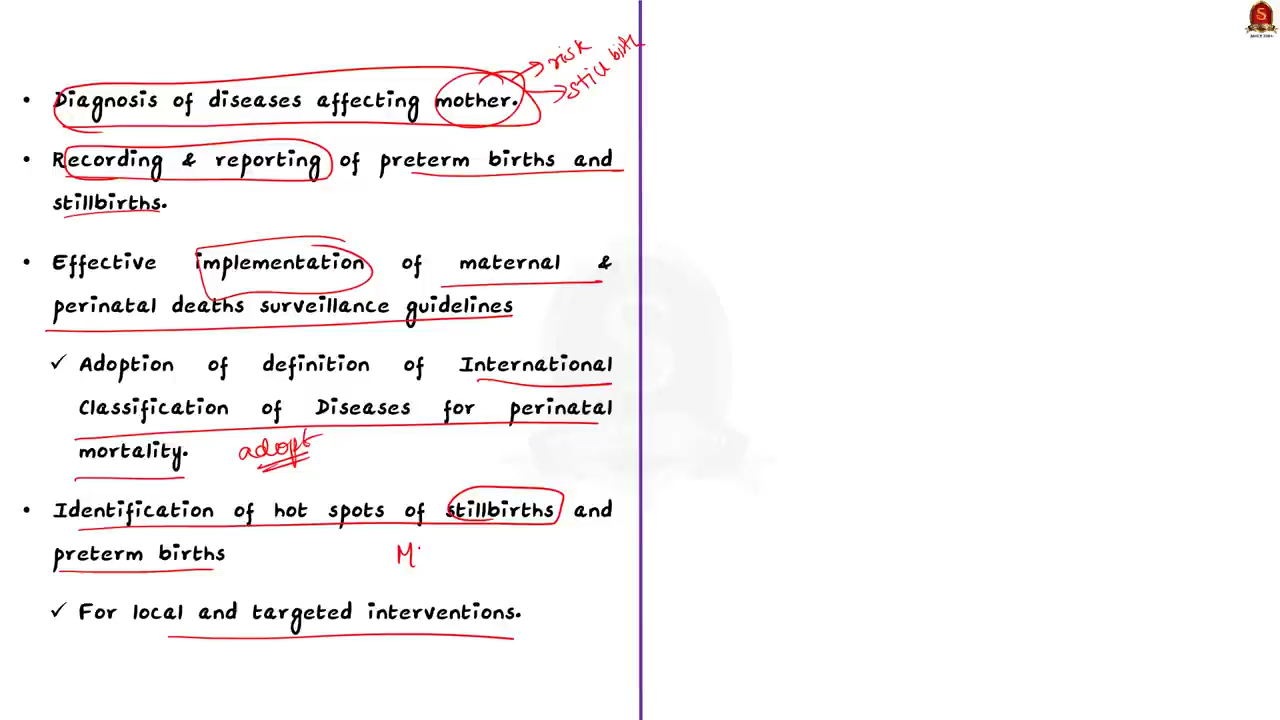 risk
still birth
• Diagnosis of diseases affecting mother.
• Recording & reporting of preterm births and
stillbirths.
• Effective implementation of maternal &
perinatal deaths surveillance guidelines
✓ Adoption of definition of International
Classification of Diseases for perinatal
mortality.
adopt
• Identification of hot spots of stillbirths and
preterm births
M
✓ For local and targeted interventions.